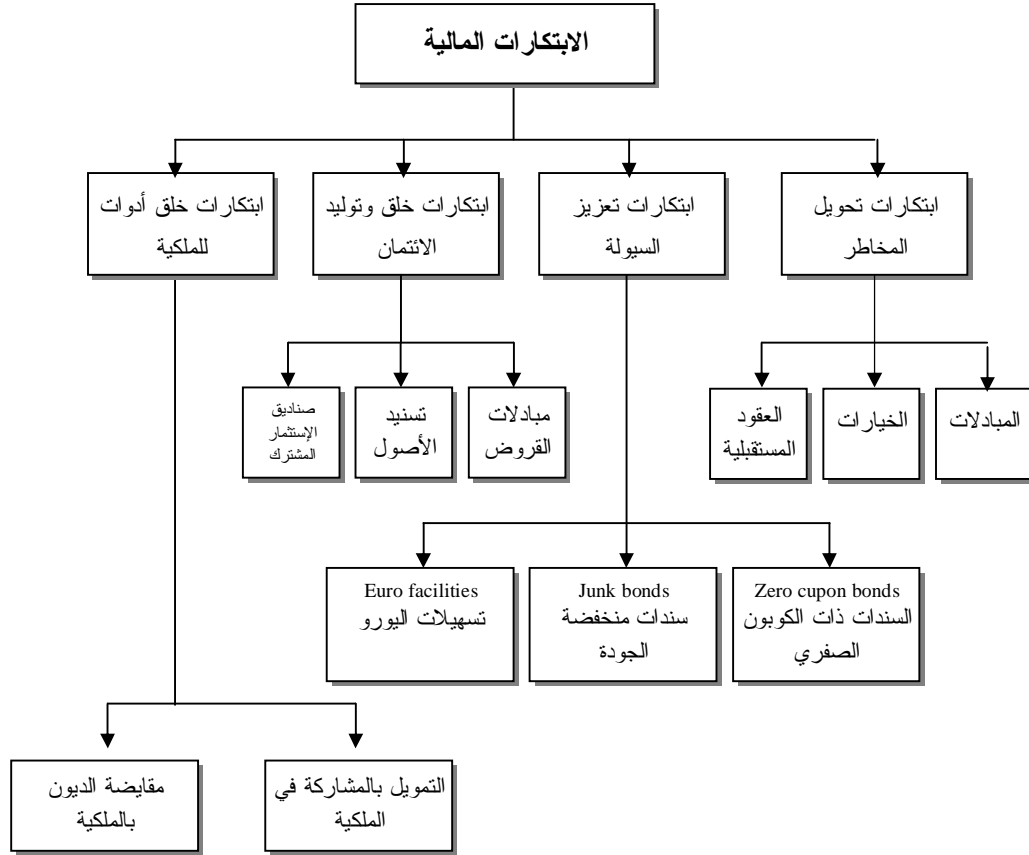 الابتكارات المالية
ابتكارات تحويل
المخاطر
ابتكارات تعزيز
السيولة
ابتكارات خلق وتوليد
الائتمان
ابتكارات خلق أدوات
للملكية
المبادلات
الخيارات
العقود
المستقبلية
مبادلات
القروض
تسنيد
الأصول
صناديق
الإستثمار
المشترك
Zero cupon bonds
السندات ذات الكوبون
الصفري
Junk bonds
سندات منخفضة
الجودة
Euro facilities
تسهيلات اليورو
التمويل بالمشاركة في
الملكية
مقايضة الديون
بالملكية